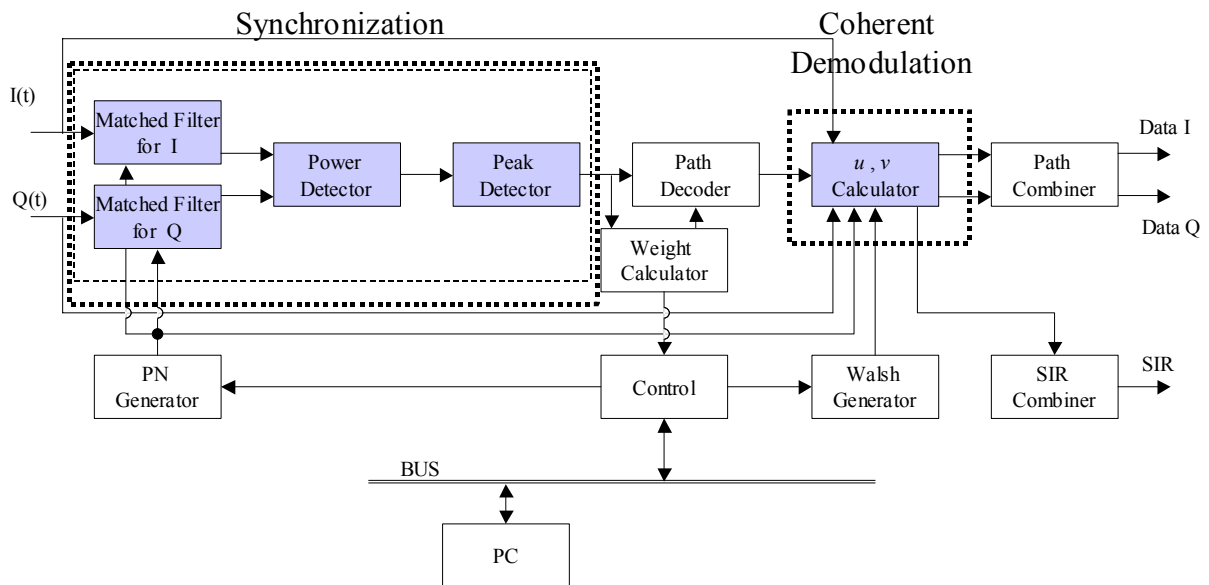 Synchronization
Coherent
Demodulation
I(t)
Matched Filter
for I
Q(t)
Matched Filter
for Q
Power
Detector
Peak
Detector
Path
Decoder
Weight
Calculator
u , v
Calculator
Path
Combiner
Data I
Data Q
PN
Generator
Control
Walsh
Generator
SIR
Combiner
SIR
BUS
PC